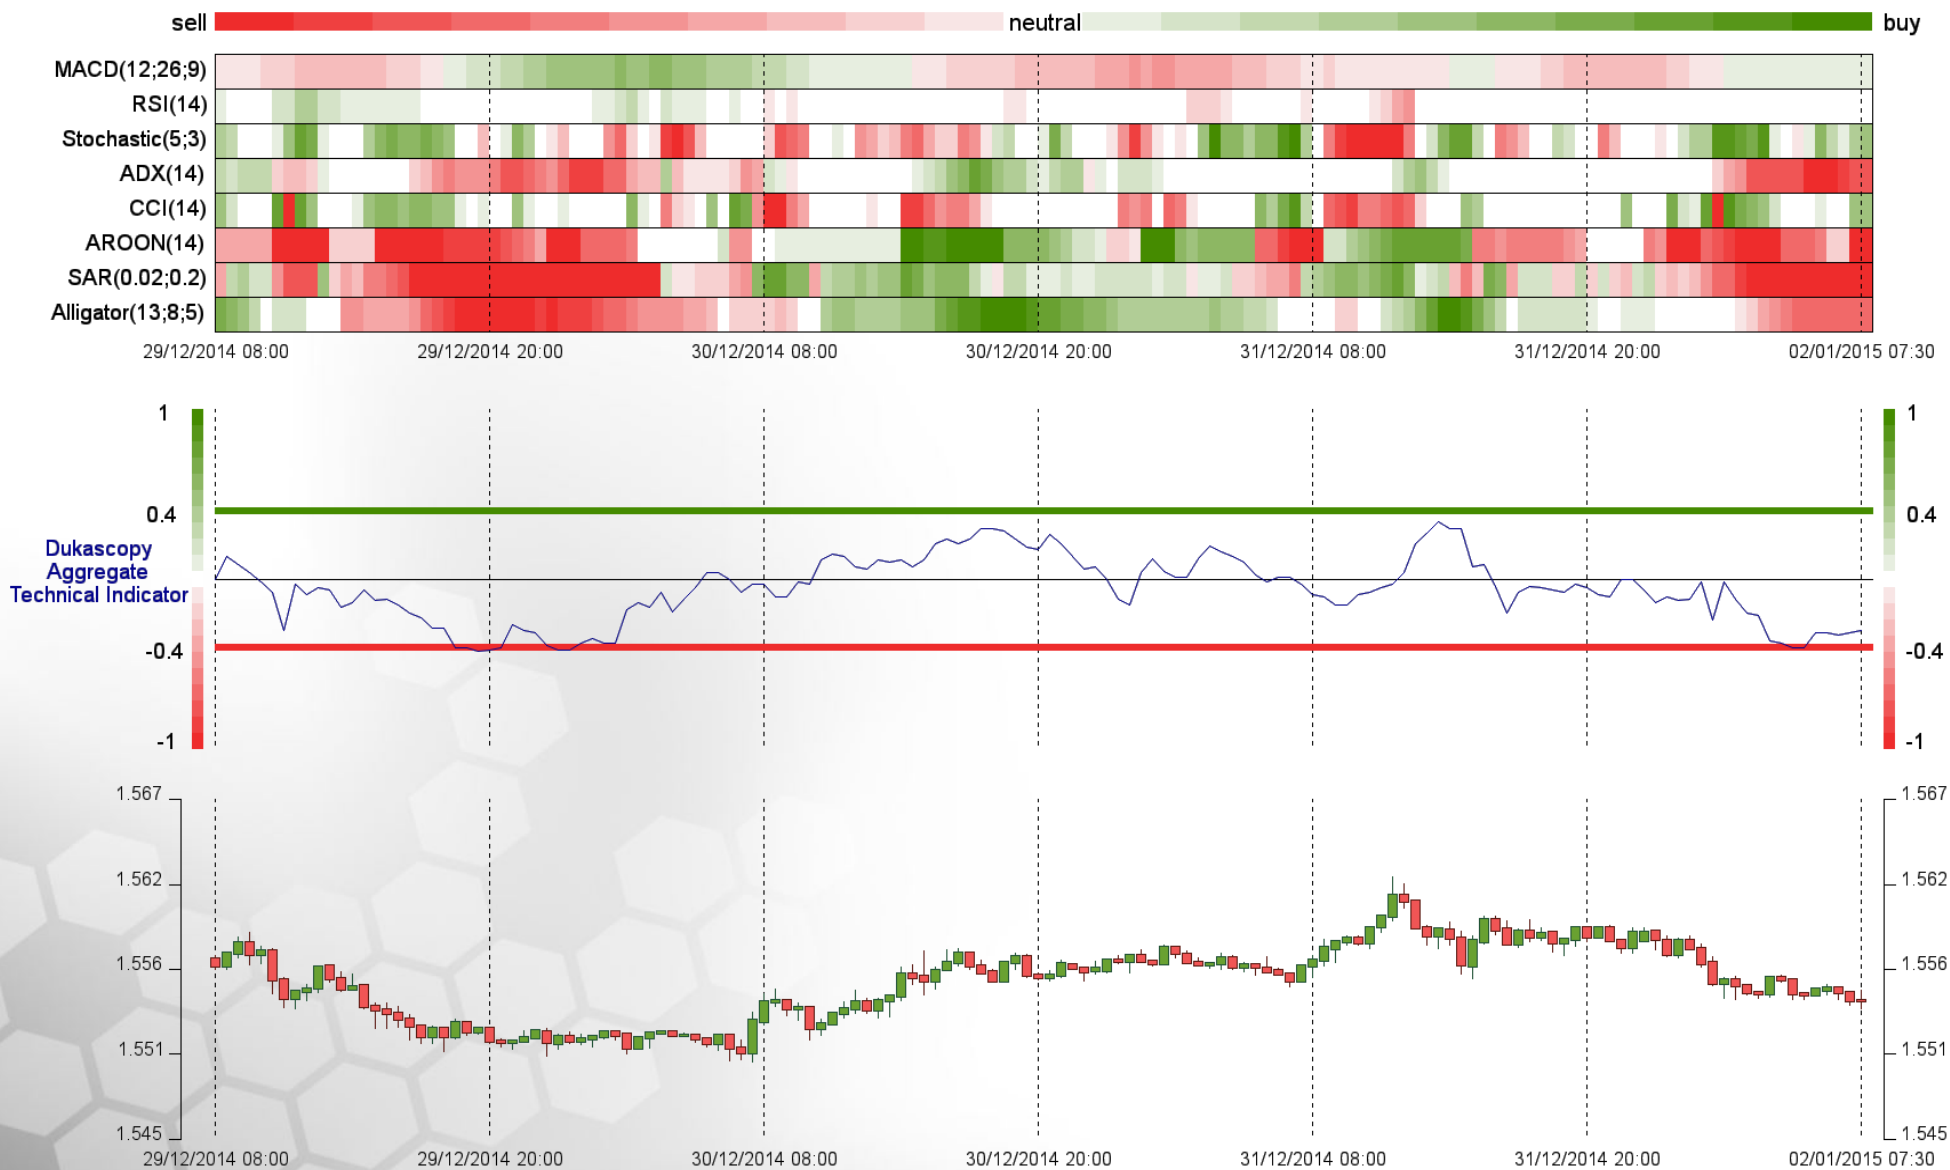 sell neutral buy
MACD(12;26;9)
RSI(14)
Stochastic(5;3)
ADX(14)
CCI(14)
AROON(14)
SAR(0.02;0.2)
Alligator(13;8;5)
29/12/2014 08:00 29/12/2014 20:00 30/12/2014 08:00 30/12/2014 20:00 31/12/2014 08:00 31/12/2014 20:00 02/01/2015 07:30
1 1
0.4 0.4
Dukascopy
Aggregate
Technical Indicator
-0.4 -0.4
-1 -1
1.567 1.567
1.562 1.562
1.556 1.556
1.551 1.551
1.545 1.545
29/12/2014 08:00 29/12/2014 20:00 30/12/2014 08:00 30/12/2014 20:00 31/12/2014 08:00 31/12/2014 20:00 02/01/2015 07:30